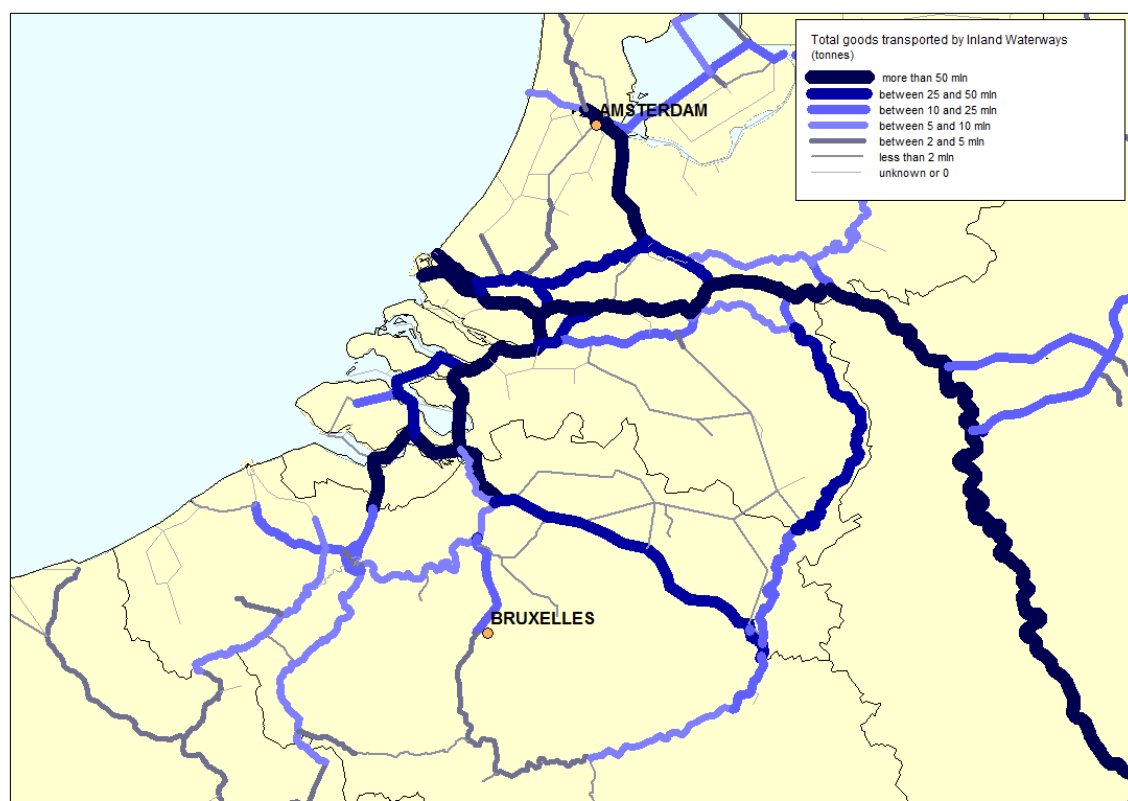 Total goods transported by Inland Waterways
(tonnes)
more than 50 mln
between 25 and 50 mln
between 10 and 25 mln
between 5 and 10 mln
between 2 and 5 mln
less than 2 mln
unknown or 0
AMSTERDAM
BRUXELLES